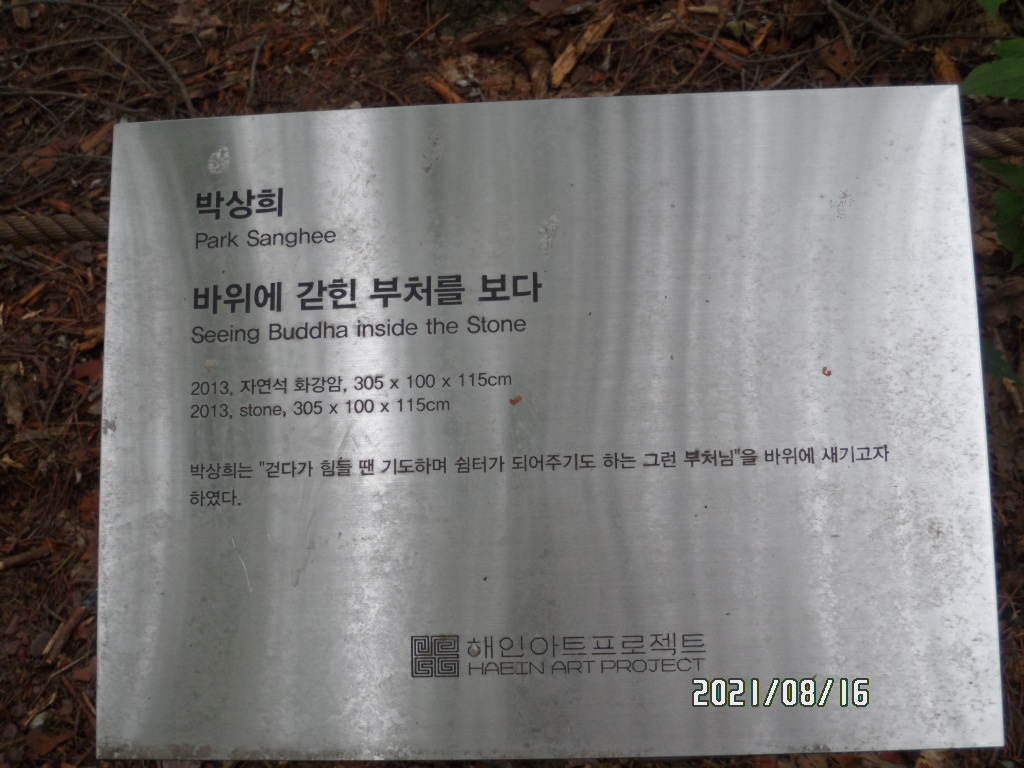 박상희
Park Sanghee
바위에 갇힌 부처를 보다
Seeing Buddha inside the Stone
2013, 자연석 화강암, 305 x 100 x 115cm
2013, stone, 305 x 100 x 115cm
박상희는 "걷다가 힘들 땐 기도하며 쉼터가 되어주기도 하는 그런 부처님"을 바위에 새기고자
하였다.
해인아트프로젝트
HAEIN ART PROJECT
2021/08/16